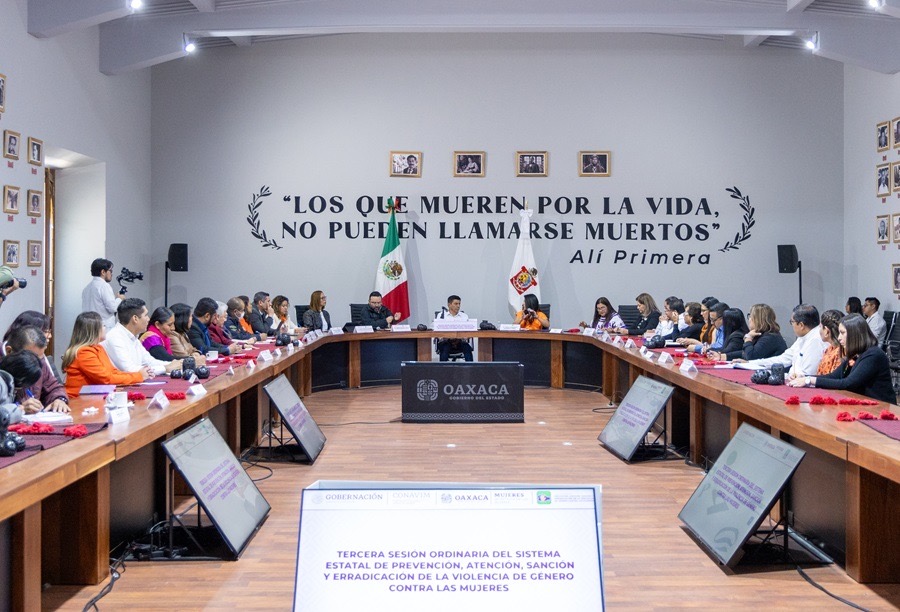 “LOS QUE MUEREN POR LA VIDA,
NO PUEDEN LLAMARSE MUERTOS”
Alí Primera
OAXACA
GOBIERNO DEL ESTADO
GOBERNACIÓN
CONAVIM
OAXACA
MUJERES
TERCERA SESIÓN ORDINARIA DEL SISTEMA
ESTATAL DE PREVENCIÓN, ATENCIÓN, SANCIÓN
Y ERRADICACIÓN DE LA VIOLENCIA DE GÉNERO
CONTRA LAS MUJERES